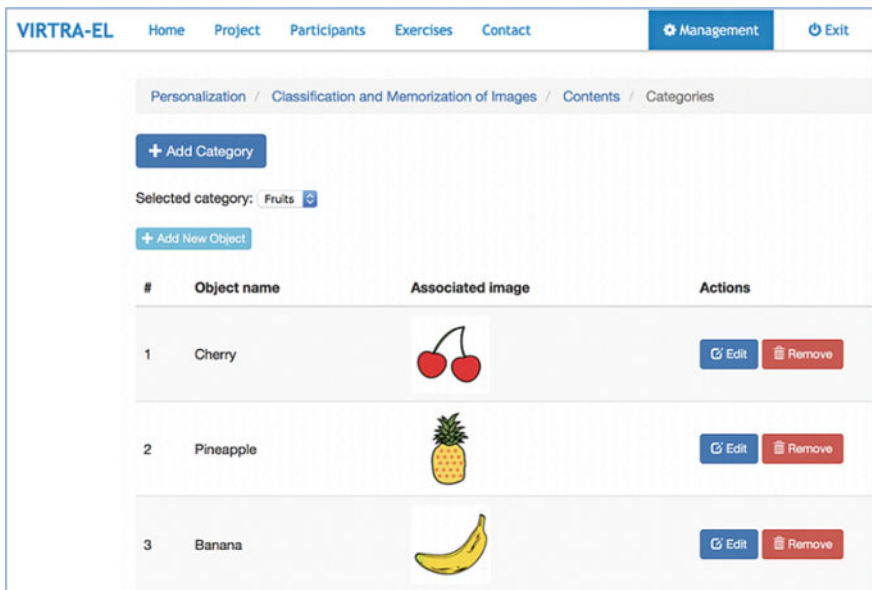 VIRTRA-EL Home Project Participants Exercises Contact Management Exit
Personalization / Classification and Memorization of Images / Contents / Categories
+ Add Category
Selected category: Fruits
+ Add New Object
# Object name Associated image Actions
1 Cherry Edit Remove
2 Pineapple Edit Remove
3 Banana Edit Remove